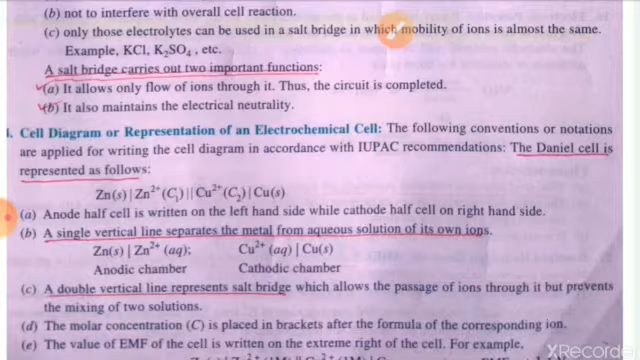 (b) not to interfere with overall cell reaction.
(c) only those electrolytes can be used in a salt bridge in which mobility of ions is almost the same.
Example, KCl, K₂SO₄, etc.
A salt bridge carries out two important functions:
(a) It allows only flow of ions through it. Thus, the circuit is completed.
(b) It also maintains the electrical neutrality.
. Cell Diagram or Representation of an Electrochemical Cell: The following conventions or notations
are applied for writing the cell diagram in accordance with IUPAC recommendations: The Daniel cell is
represented as follows:
Zn(s) | Zn²⁺ (C₁) || Cu²⁺ (C₂) | Cu(s)
(a) Anode half cell is written on the left hand side while cathode half cell on right hand side.
(b) A single vertical line separates the metal from aqueous solution of its own ions.
Zn(s) | Zn²⁺ (aq); Cu²⁺ (aq) | Cu(s)
Anodic chamber Cathodic chamber
(c) A double vertical line represents salt bridge which allows the passage of ions through it but prevents
the mixing of two solutions.
(d) The molar concentration (C) is placed in brackets after the formula of the corresponding ion.
(e) The value of EMF of the cell is written on the extreme right of the cell. For example,
XRecorder